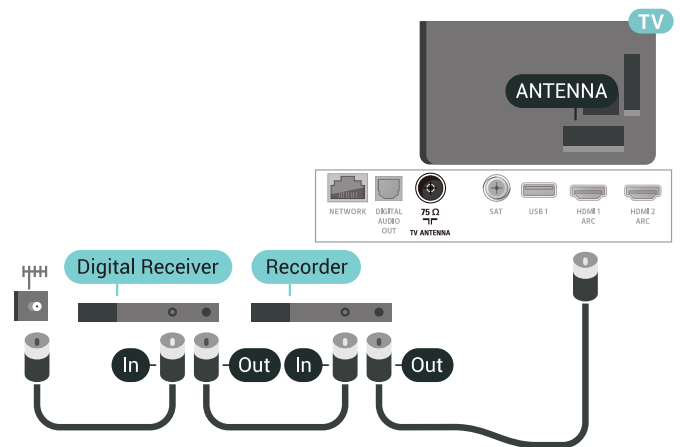 TV
ANTENNA
NETWORK
DIGITAL
AUDIO
OUT
75 Ω
TV ANTENNA
SAT
USB 1
HDMI 1
ARC
HDMI 2
ARC
Digital Receiver
Recorder
In
Out
In
Out